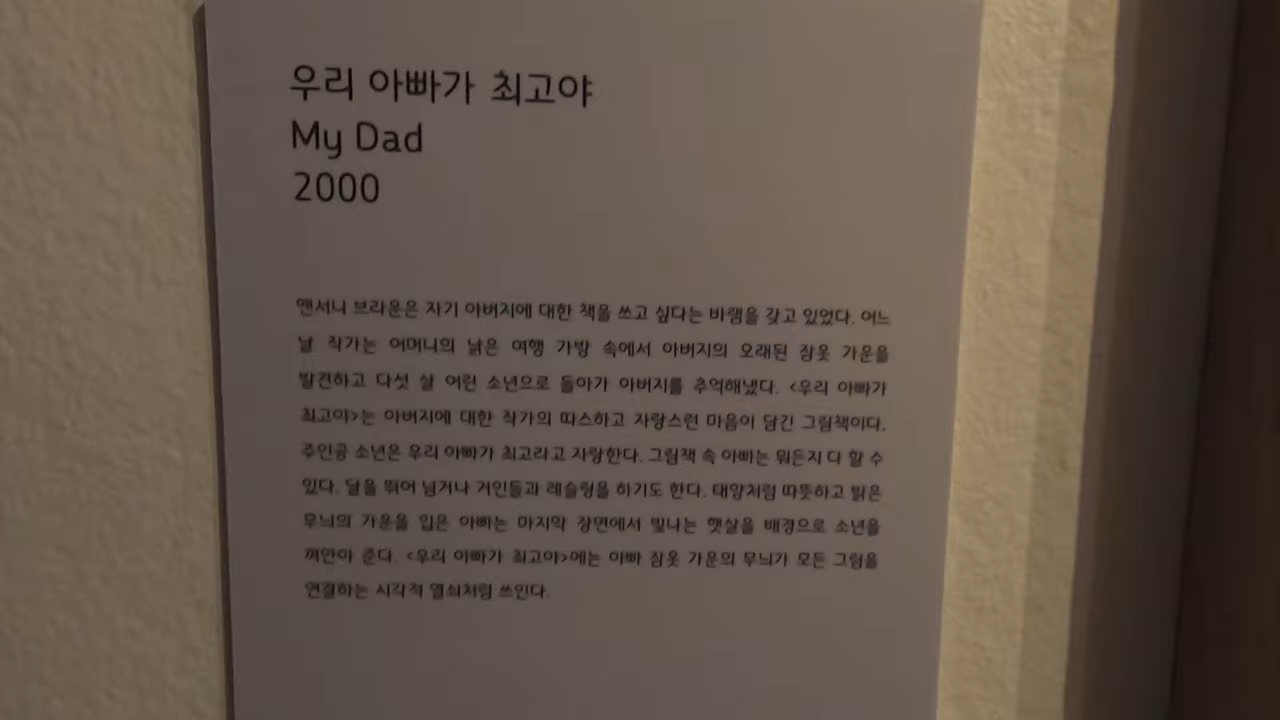 우리 아빠가 최고야
My Dad
2000
앤서니 브라운은 자기 아버지에 대한 책을 쓰고 싶다는 바램을 갖고 있었다. 어느
날 작가는 어머니의 낡은 여행 가방 속에서 아버지의 오래된 잠옷 가운을
발견하고 다섯 살 어린 소년으로 돌아가 아버지를 추억해냈다. <우리 아빠가
최고야>는 아버지에 대한 작가의 따스하고 자랑스런 마음이 담긴 그림책이다.
주인공 소년은 우리 아빠가 최고라고 자랑한다. 그림책 속 아빠는 뭐든지 다 할 수
있다. 달을 뛰어 넘거나 거인들과 레슬링을 하기도 한다. 태양처럼 따뜻하고 밝은
무늬의 가운을 입은 아빠는 마지막 장면에서 빛나는 햇살을 배경으로 소년을
껴안아 준다. <우리 아빠가 최고야>에는 아빠 잠옷 가운의 무늬가 모든 그림을
연결하는 시각적 열쇠처럼 쓰인다.